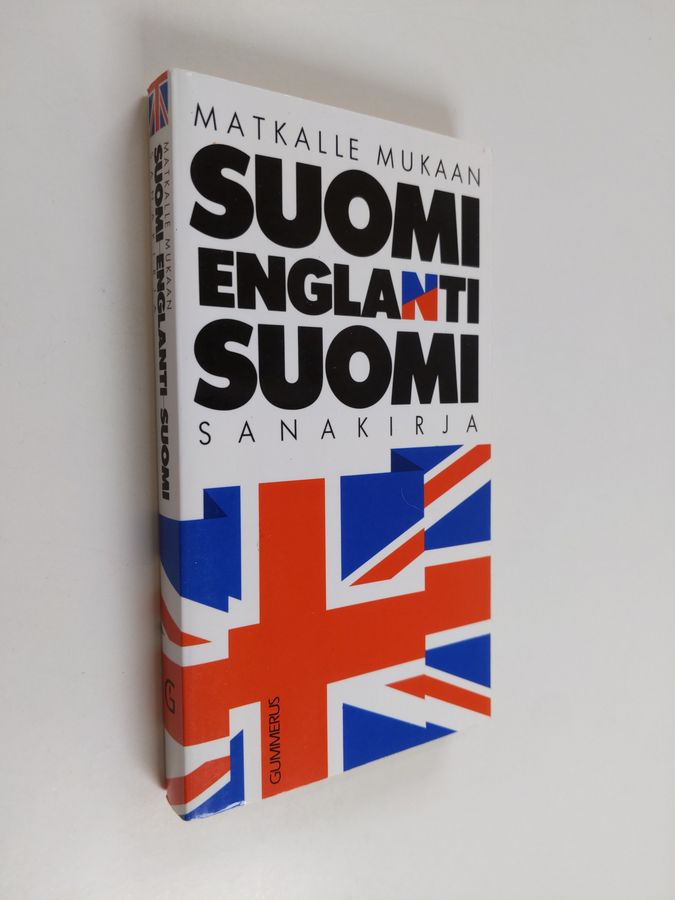 MATKALLE MUKAAN
SUOMI
ENGLANTI
SUOMI
SANAKIRJA
GUMMERUS
MATKALLE MUKAAN
SUOMI-ENGLANTI-SUOMI
G